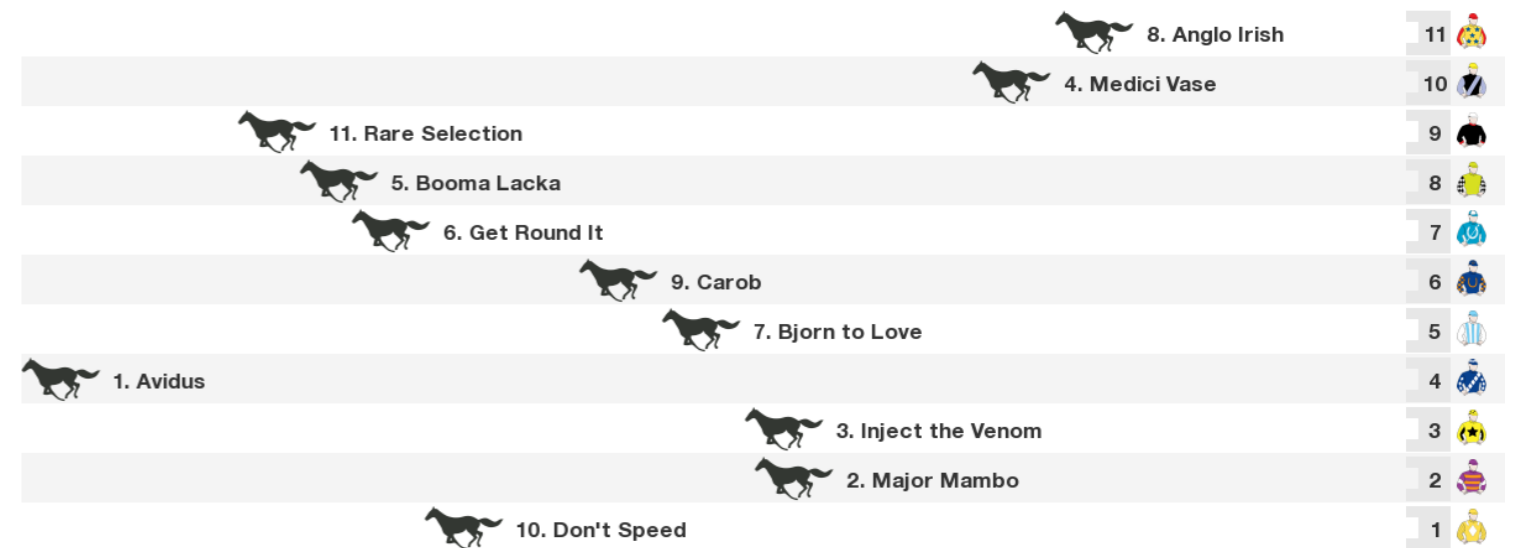 8. Anglo Irish 11
4. Medici Vase 10
11. Rare Selection 9
5. Booma Lacka 8
6. Get Round It 7
9. Carob 6
7. Bjorn to Love 5
1. Avidus 4
3. Inject the Venom 3
2. Major Mambo 2
10. Don't Speed 1